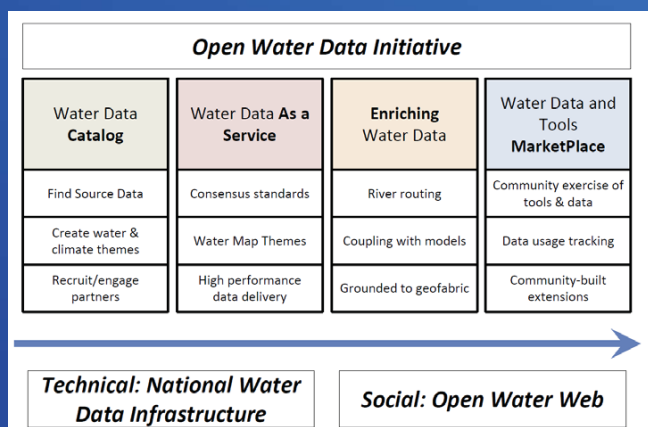 Open Water Data Initiative
Water Data
Catalog
Water Data As a
Service
Enriching
Water Data
Water Data and
Tools
MarketPlace
Find Source Data
Consensus standards
River routing
Community exercise of
tools & data
Create water &
climate themes
Water Map Themes
Coupling with models
Data usage tracking
Recruit/engage
partners
High performance
data delivery
Grounded to geofabric
Community-built
extensions
Technical: National Water
Data Infrastructure
Social: Open Water Web